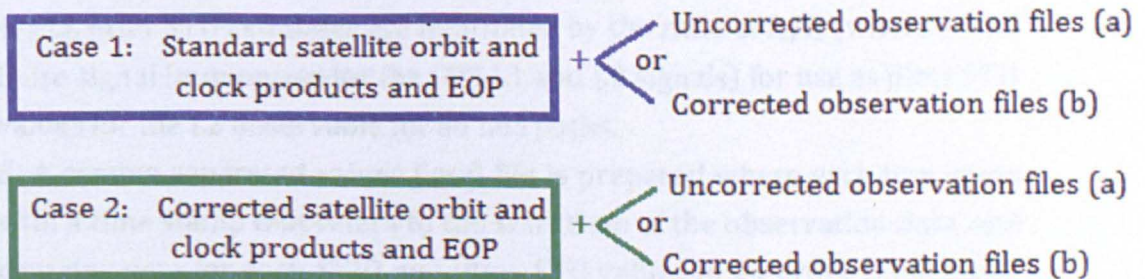 Uncorrected observation files (a)
Case 1: Standard satellite orbit and
clock products and EOP
+ or
Corrected observation files (b)
Uncorrected observation files (a)
Case 2: Corrected satellite orbit and
clock products and EOP
+ or
Corrected observation files (b)